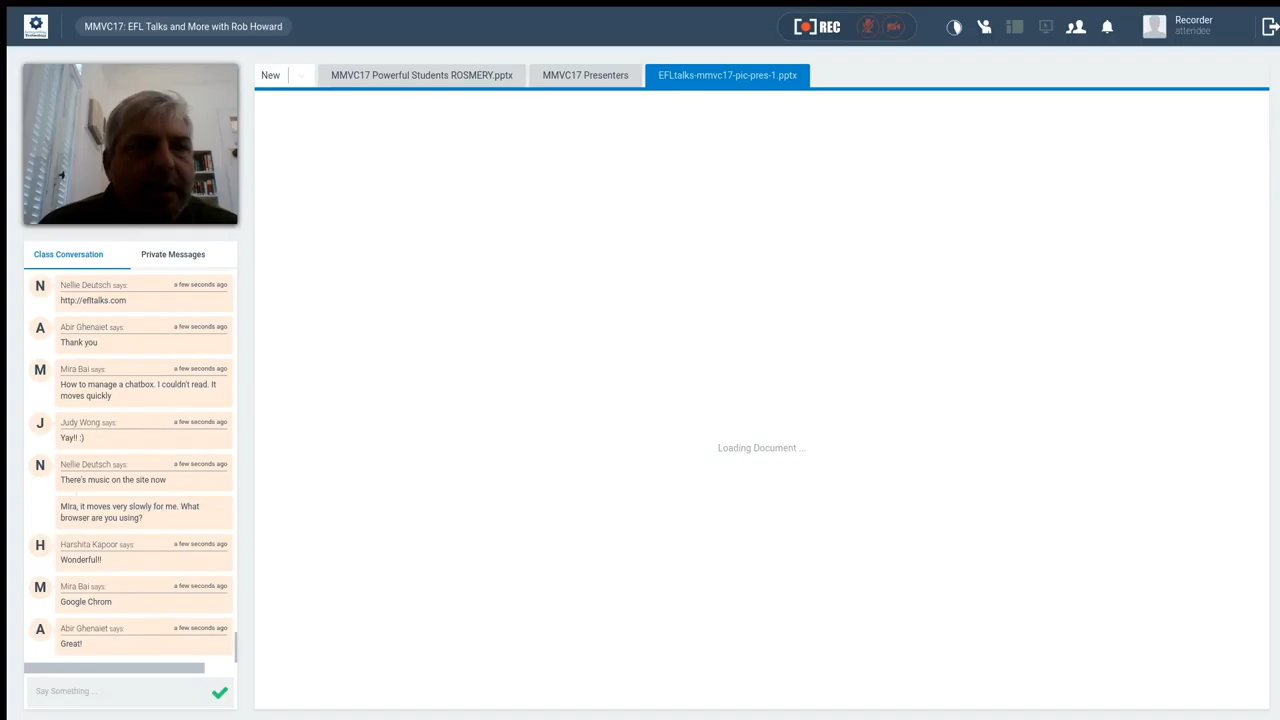 MMVC17: EFL Talks and More with Rob Howard
REC
Recorder
attendee
New
MMVC17 Powerful Students ROSMERY.pptx
MMVC17 Presenters
EFLtalks-mmvc17-pic-pres-1.pptx
Class Conversation
Private Messages
N
Nellie Deutsch says: a few seconds ago
http://efltalks.com
A
Abir Ghenaiet says: a few seconds ago
Thank you
M
Mira Bai says: a few seconds ago
How to manage a chatbox. I couldn't read. It
moves quickly
J
Judy Wong says: a few seconds ago
Yay!! :)
N
Nellie Deutsch says: a few seconds ago
There's music on the site now
MIra, it moves very slowly for me. What
browser are you using?
H
Harshita Kapoor says: a few seconds ago
Wonderful!!
M
Mira Bai says: a few seconds ago
Google Chrom
A
Abir Ghenaiet says: a few seconds ago
Great!
Say Something ...
Loading Document ...